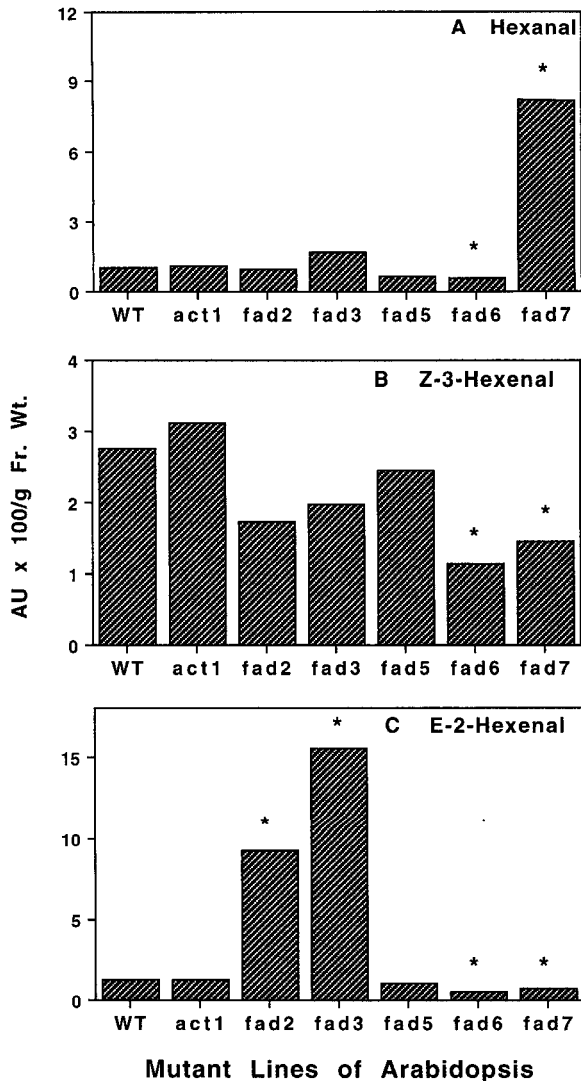 12
A Hexanal
*
9
6
3
*
0
WT act1 fad2 fad3 fad5 fad6 fad7
4
B Z-3-Hexenal
3
2
*
*
1
0
WT act1 fad2 fad3 fad5 fad6 fad7
AU x 100/g Fr. Wt.
C E-2-Hexenal
*
15
*
10
5
* *
0
WT act1 fad2 fad3 fad5 fad6 fad7
Mutant Lines of Arabidopsis